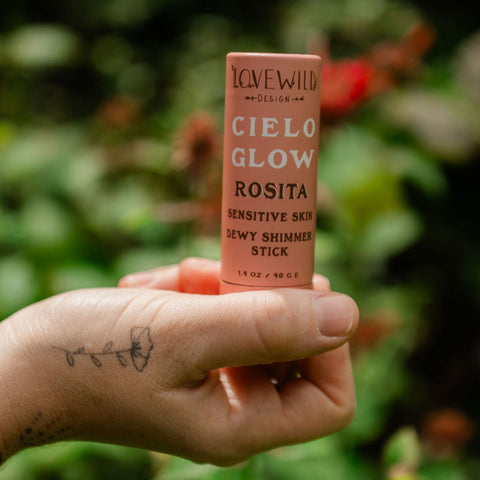 LOVEWILD
DESIGN
CIELO
GLOW
ROSITA
SENSITIVE SKIN
DEWY SHIMMER
STICK
1.4 OZ / 40 G E